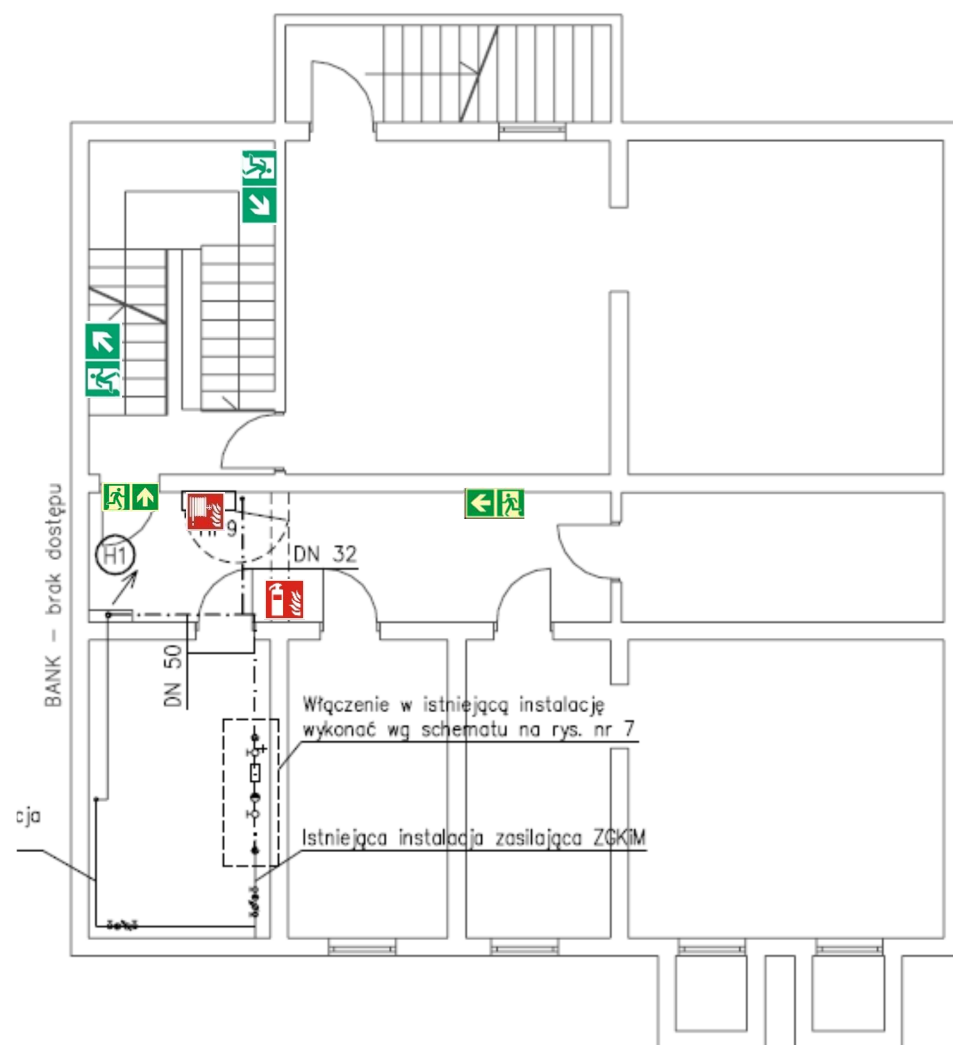 BANK – brak dostępu
9
H1
DN 32
DN 50
Włączenie w istniejącą instalację
wykonać wg schematu na rys. nr 7
cja
Istniejąca instalacja zasilająca ZGKiM